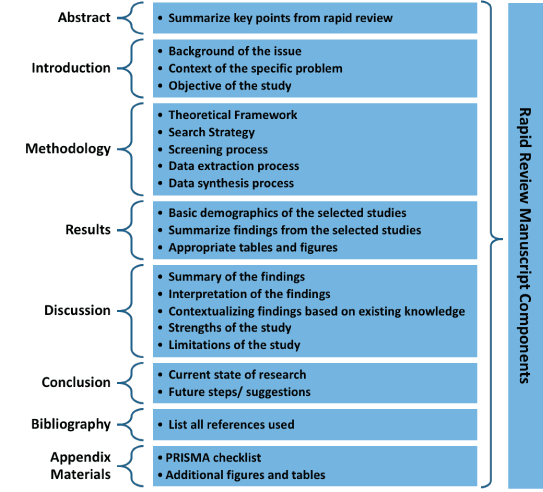 Abstract
• Summarize key points from rapid review
Introduction
• Background of the issue
• Context of the specific problem
• Objective of the study
Methodology
• Theoretical Framework
• Search Strategy
• Screening process
• Data extraction process
• Data synthesis process
Results
• Basic demographics of the selected studies
• Summarize findings from the selected studies
• Appropriate tables and figures
Discussion
• Summary of the findings
• Interpretation of the findings
• Contextualizing findings based on existing knowledge
• Strengths of the study
• Limitations of the study
Conclusion
• Current state of research
• Future steps/ suggestions
Bibliography
• List all references used
Appendix
Materials
• PRISMA checklist
• Additional figures and tables
Rapid Review Manuscript Components